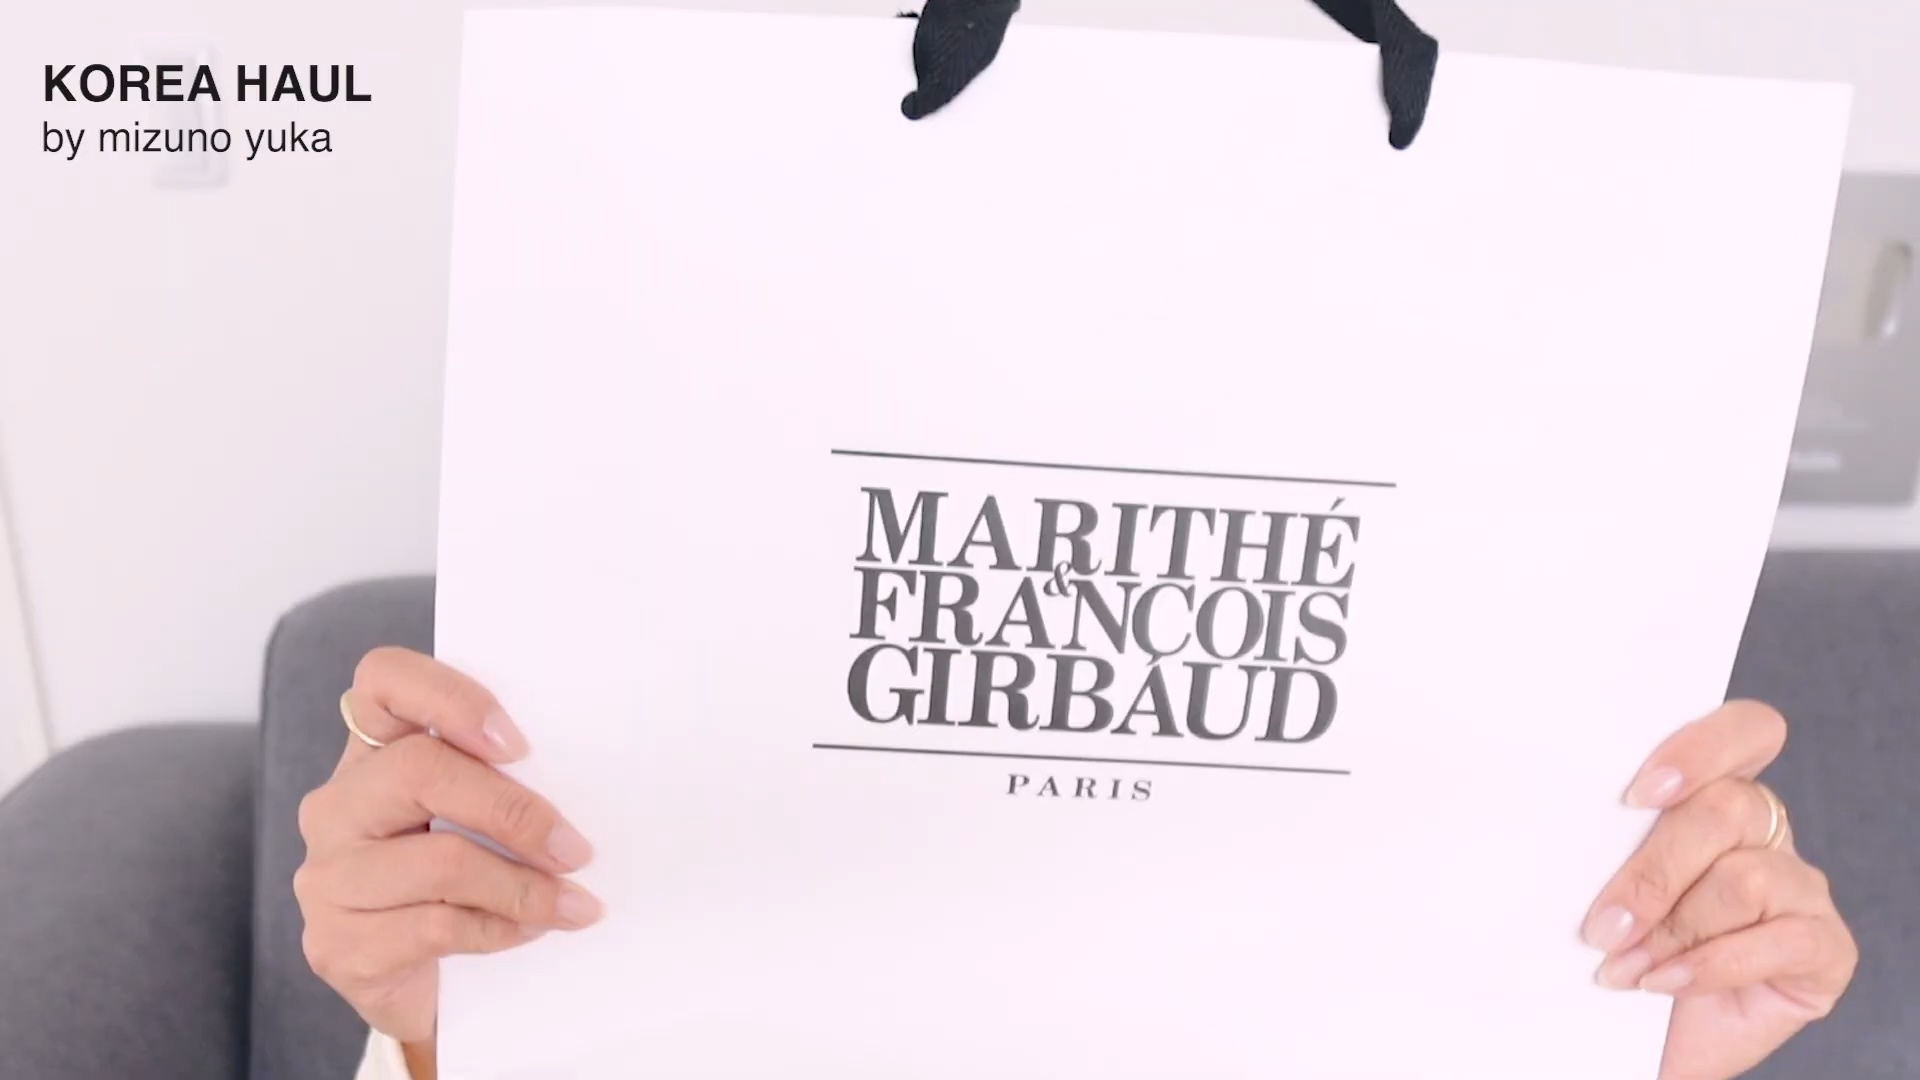 KOREA HAUL
by mizuno yuka
MARITHÉ
&
FRANÇOIS
GIRBAUD
PARIS